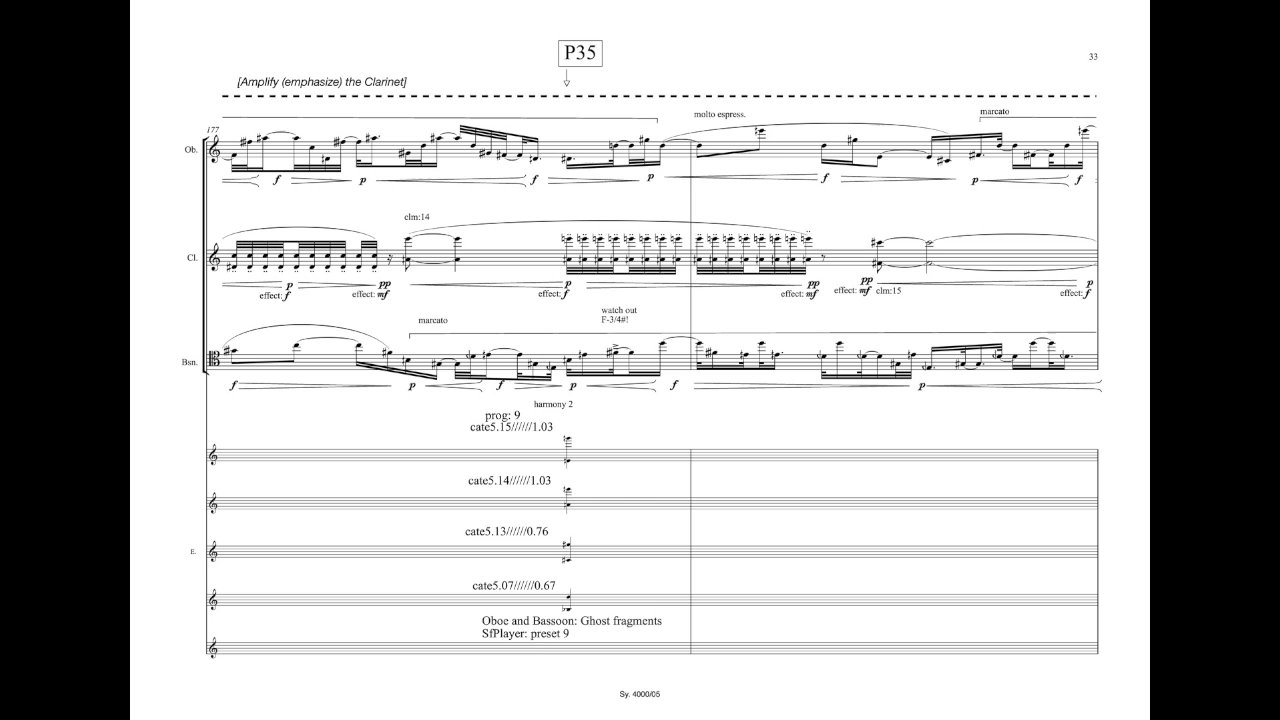 P35
33
[Amplify (emphasize) the Clarinet]
molto espress.
marcato
177
Ob.
f p f p f p f
clm:14
Cl.
p pp p pp pp p
effect: f effect: mf effect: f effect: mf effect: mf clm:15 effect: f
watch out
F-3/4#!
marcato
Bsn.
f p f p f p
harmony 2
prog: 9
cate5.15//////1.03
cate5.14//////1.03
cate5.13//////0.76
E.
cate5.07//////0.67
Oboe and Bassoon: Ghost fragments
SfPlayer: preset 9
Sy. 4000/05